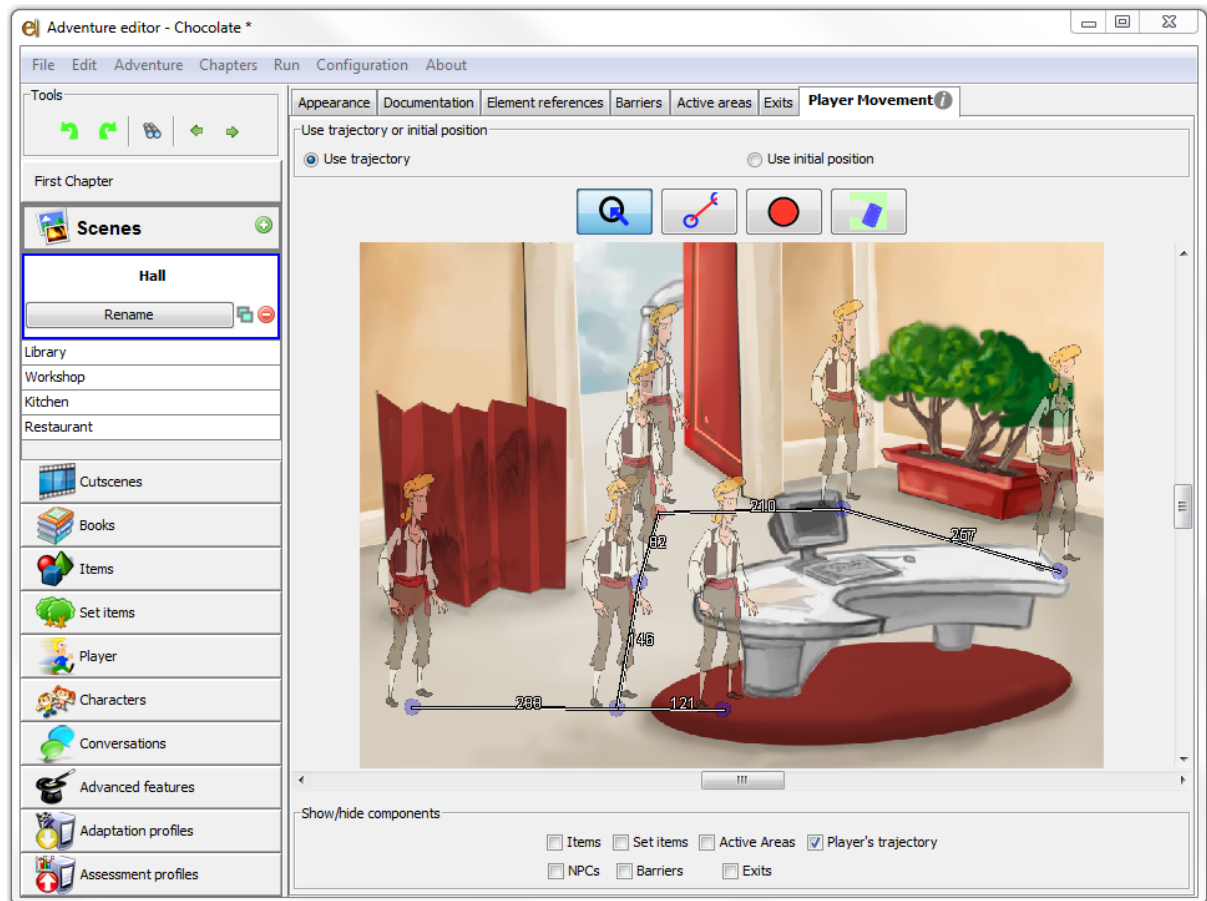 Adventure editor - Chocolate *
File Edit Adventure Chapters Run Configuration About
Tools
First Chapter
Scenes
Hall
Rename
Library
Workshop
Kitchen
Restaurant
Cutscenes
Books
Items
Set items
Player
Characters
Conversations
Advanced features
Adaptation profiles
Assessment profiles
Appearance Documentation Element references Barriers Active areas Exits Player Movement
Use trajectory or initial position
Use trajectory Use initial position
210
92
267
146
288 121
Show/hide components
Items Set items Active Areas Player's trajectory
NPCs Barriers Exits